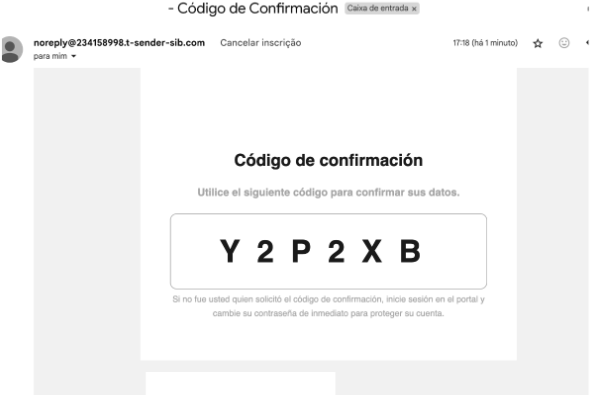 - Código de Confirmación Caixa de entrada x
noreply@234158998.t-sender-sib.com Cancelar inscrição 17:18 (há 1 minuto)
para mim
Código de confirmación
Utilice el siguiente código para confirmar sus datos.
Y 2 P 2 X B
Si no fue usted quien solicitó el código de confirmación, inicie sesión en el portal y
cambie su contraseña de inmediato para proteger su cuenta.